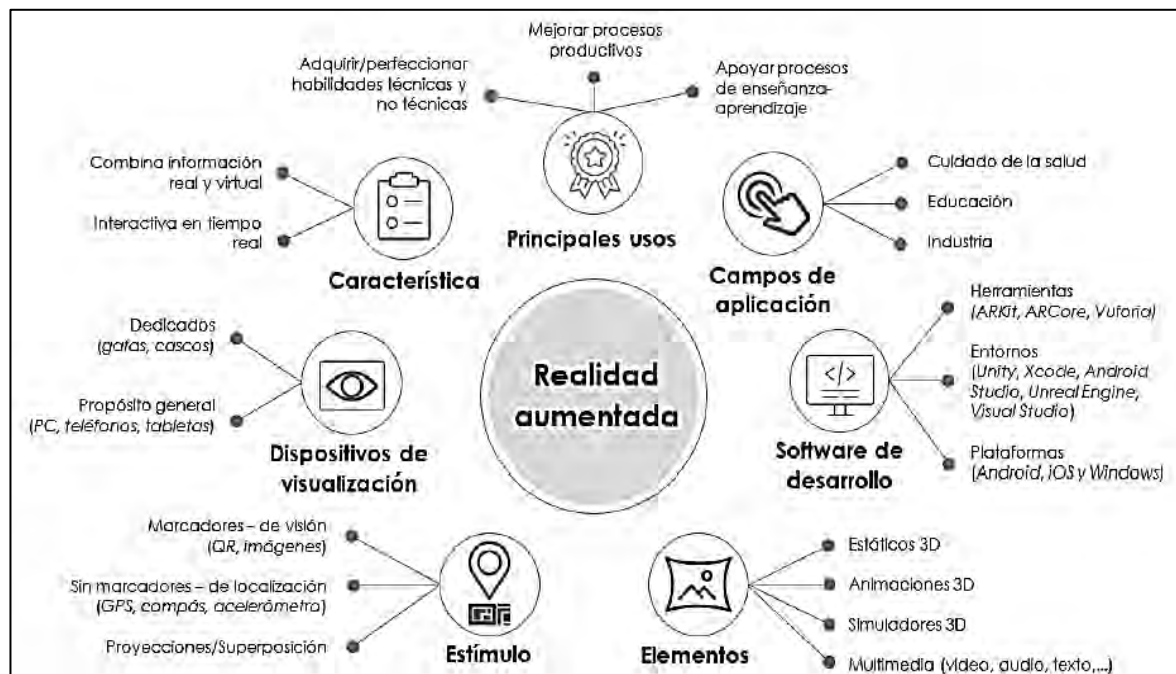 Mejorar procesos
productivos
Adquirir/perfeccionar
habilidades técnicas y
no técnicas
Apoyar procesos
de enseñanza-
aprendizaje
Principales usos
Combina información
real y virtual
Interactiva en tiempo
real
Característica
Cuidado de la salud
Educación
Industria
Campos de
aplicación
Realidad
aumentada
Dedicados
(gafas, cascos)
Propósito general
(PC, teléfonos, tabletas)
Dispositivos de
visualización
Herramientas
(ARKit, ARCore, Vuforia)
Entornos
(Unity, Xcode, Android
Studio, Unreal Engine,
Visual Studio)
Plataformas
(Android, iOS y Windows)
</>
Software de
desarrollo
Marcadores – de visión
(QR, imágenes)
Sin marcadores – de localización
(GPS, compás, acelerómetro)
Proyecciones/Superposición
Estímulo
Estáticos 3D
Animaciones 3D
Simuladores 3D
Multimedia (video, audio, texto,...)
Elementos